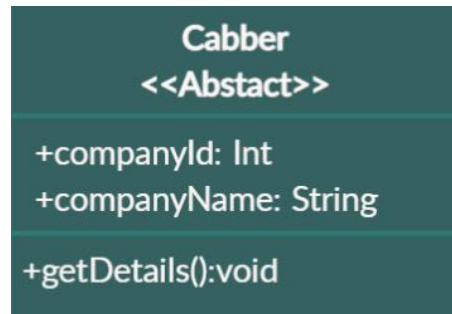 Cabber
<<Abstact>>
+companyId: Int
+companyName: String
+getDetails():void